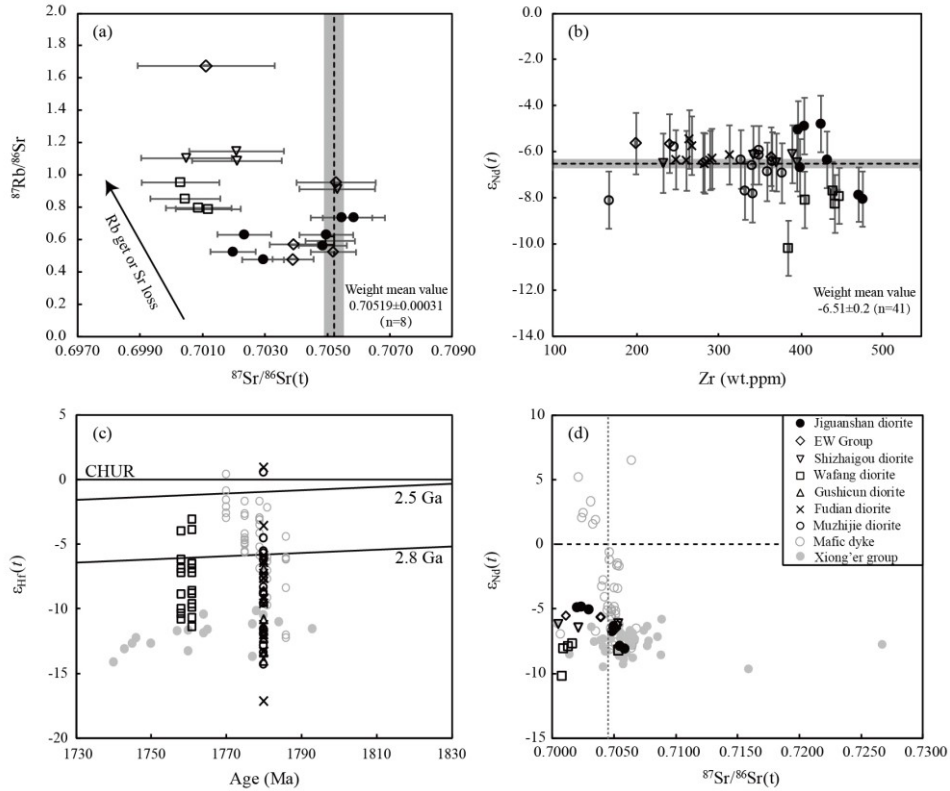 (a)
2.0
1.8
1.6
1.4
1.2
1.0
0.8
0.6
0.4
0.2
0.0
⁸⁷Rb/⁸⁶Sr
Rb get or Sr loss
Weight mean value
0.70519±0.00031
(n=8)
0.6970
0.6990
0.7010
0.7030
0.7050
0.7070
0.7090
⁸⁷Sr/⁸⁶Sr(t)
(b)
0.0
-2.0
-4.0
-6.0
-8.0
-10.0
-12.0
-14.0
εNd(t)
Weight mean value
-6.51±0.2 (n=41)
100
200
300
400
500
Zr (wt.ppm)
(c)
5
0
-5
-10
-15
-20
εHf(t)
CHUR
2.5 Ga
2.8 Ga
1730
1750
1770
1790
1810
1830
Age (Ma)
(d)
10
5
0
-5
-10
-15
εNd(t)
Jiguanshan diorite
EW Group
Shizhaigou diorite
Wafang diorite
Gushicun diorite
Fudian diorite
Muzhijie diorite
Mafic dyke
Xiong'er group
0.7000
0.7050
0.7100
0.7150
0.7200
0.7250
0.7300
⁸⁷Sr/⁸⁶Sr(t)